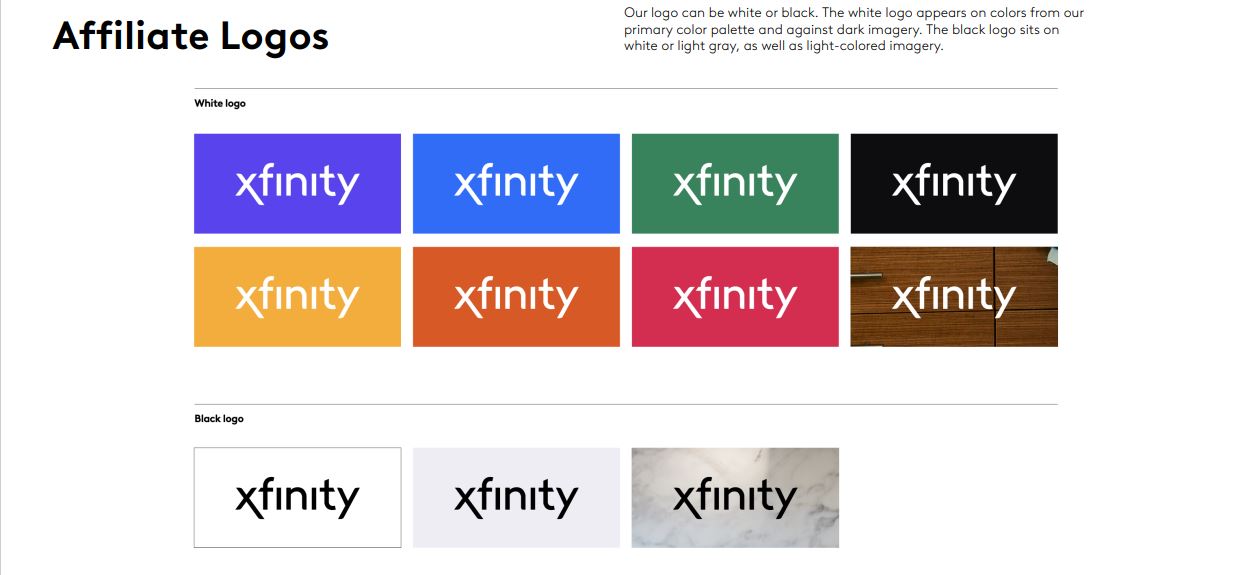 Affiliate Logos
Our logo can be white or black. The white logo appears on colors from our
primary color palette and against dark imagery. The black logo sits on
white or light gray, as well as light-colored imagery.
White logo
xfinity
xfinity
xfinity
xfinity
xfinity
xfinity
xfinity
xfinity
Black logo
xfinity
xfinity
xfinity